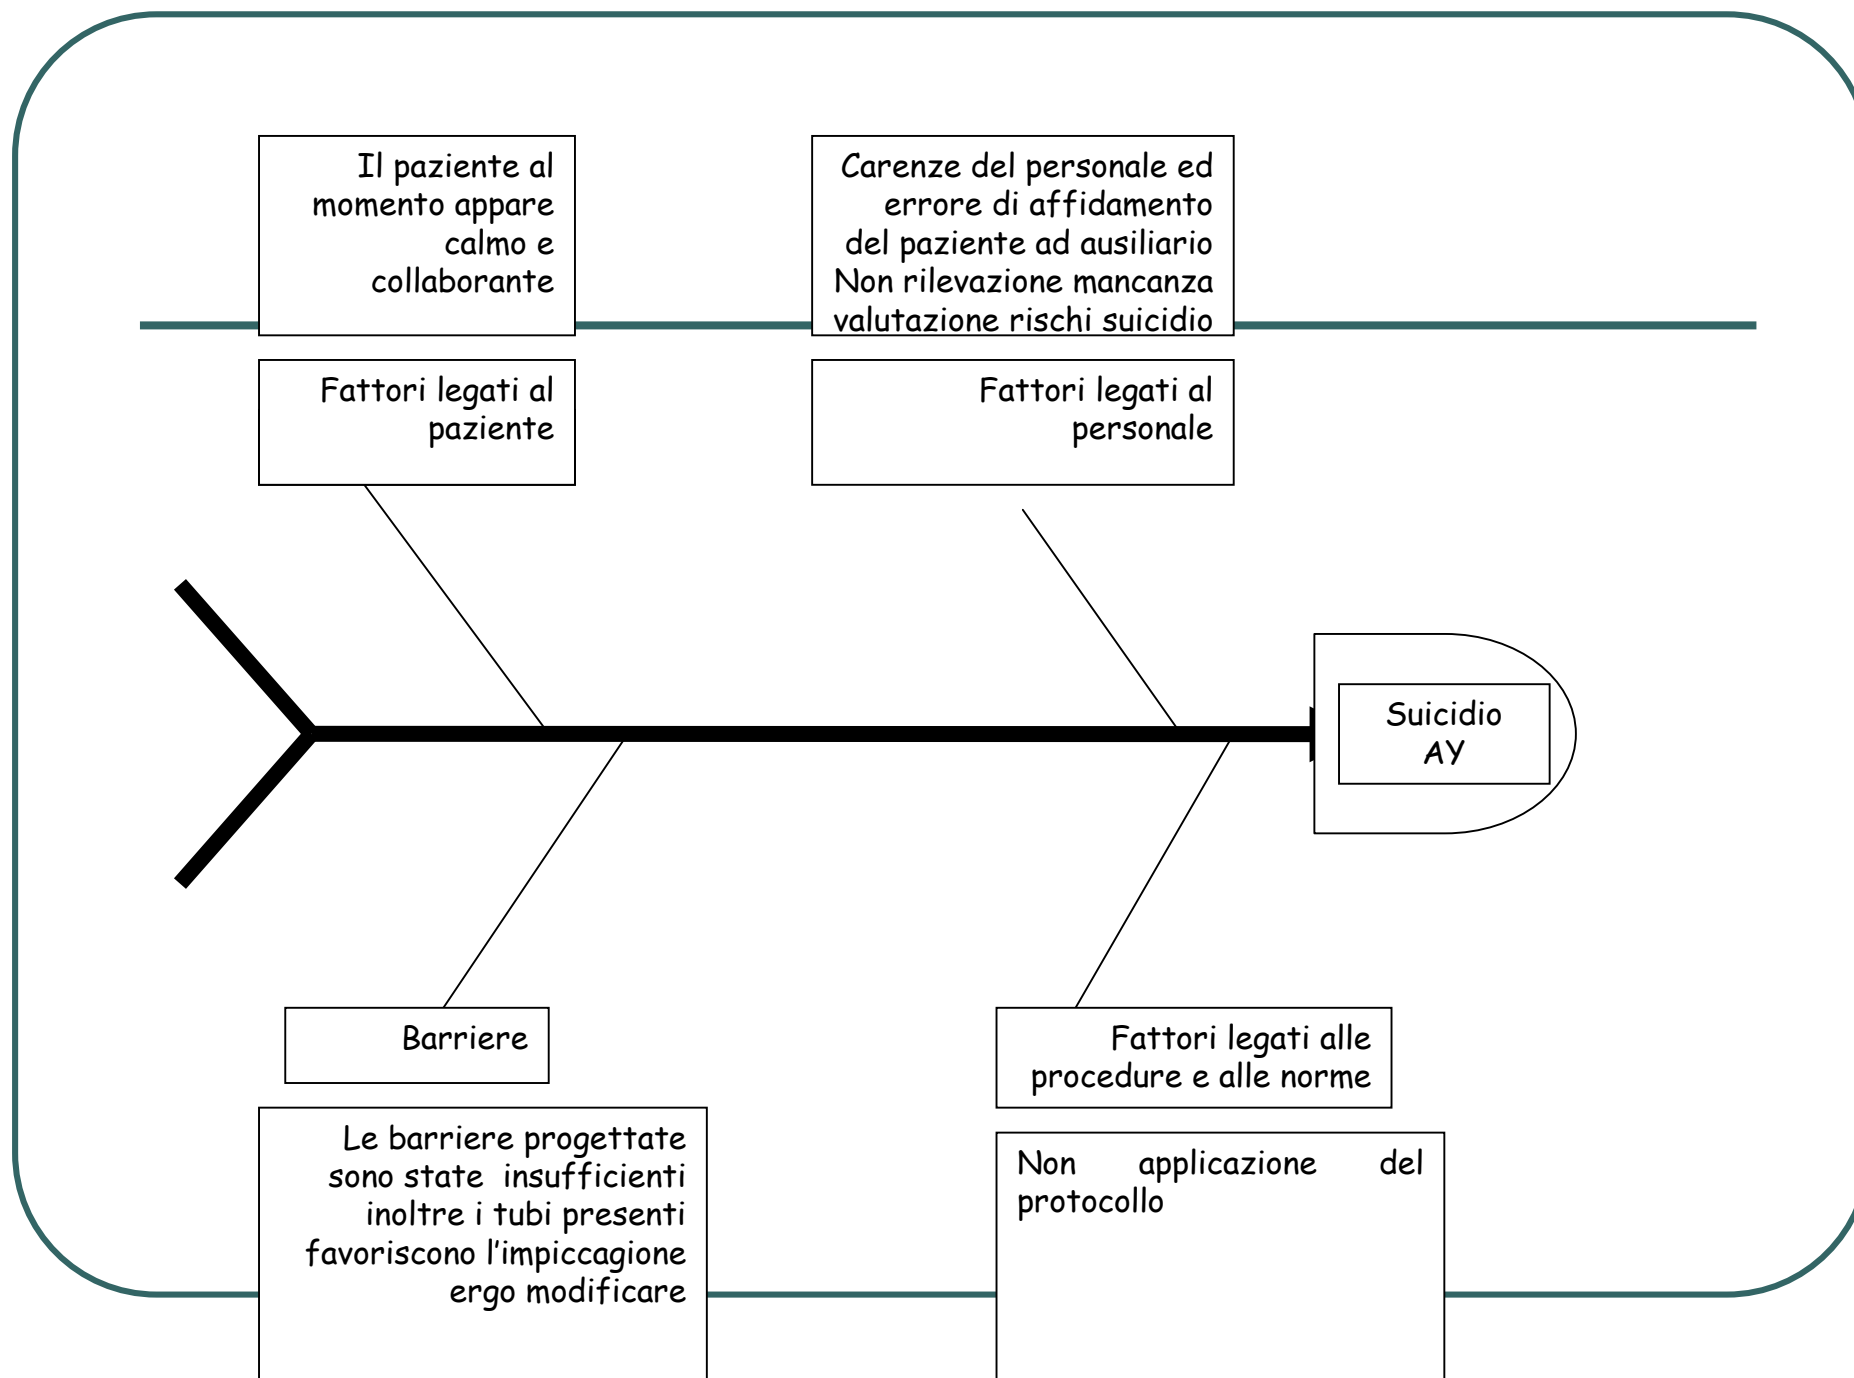 Il paziente al
momento appare
calmo e
collaborante
Carenze del personale ed
errore di affidamento
del paziente ad ausiliario
Non rilevazione mancanza
valutazione rischi suicidio
Fattori legati al
paziente
Fattori legati al
personale
Suicidio
AY
Barriere
Fattori legati alle
procedure e alle norme
Le barriere progettate
sono state insufficienti
inoltre i tubi presenti
favoriscono l'impiccagione
ergo modificare
Non applicazione del
protocollo